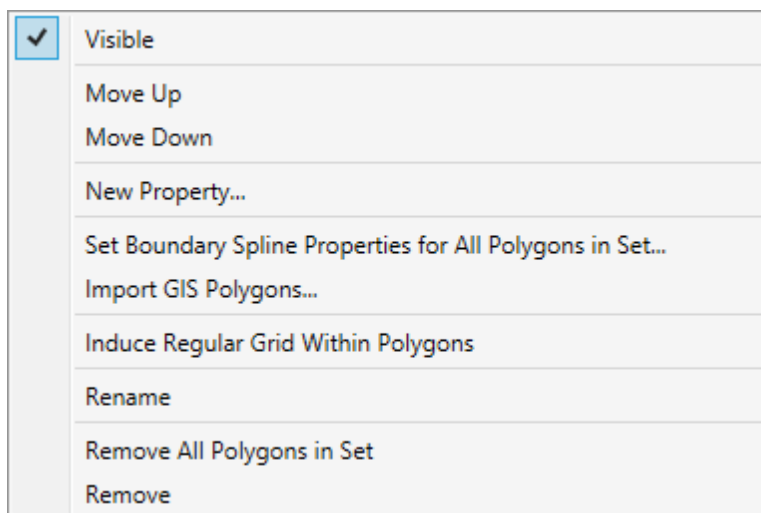 Visible
Move Up
Move Down
New Property...
Set Boundary Spline Properties for All Polygons in Set...
Import GIS Polygons...
Induce Regular Grid Within Polygons
Rename
Remove All Polygons in Set
Remove